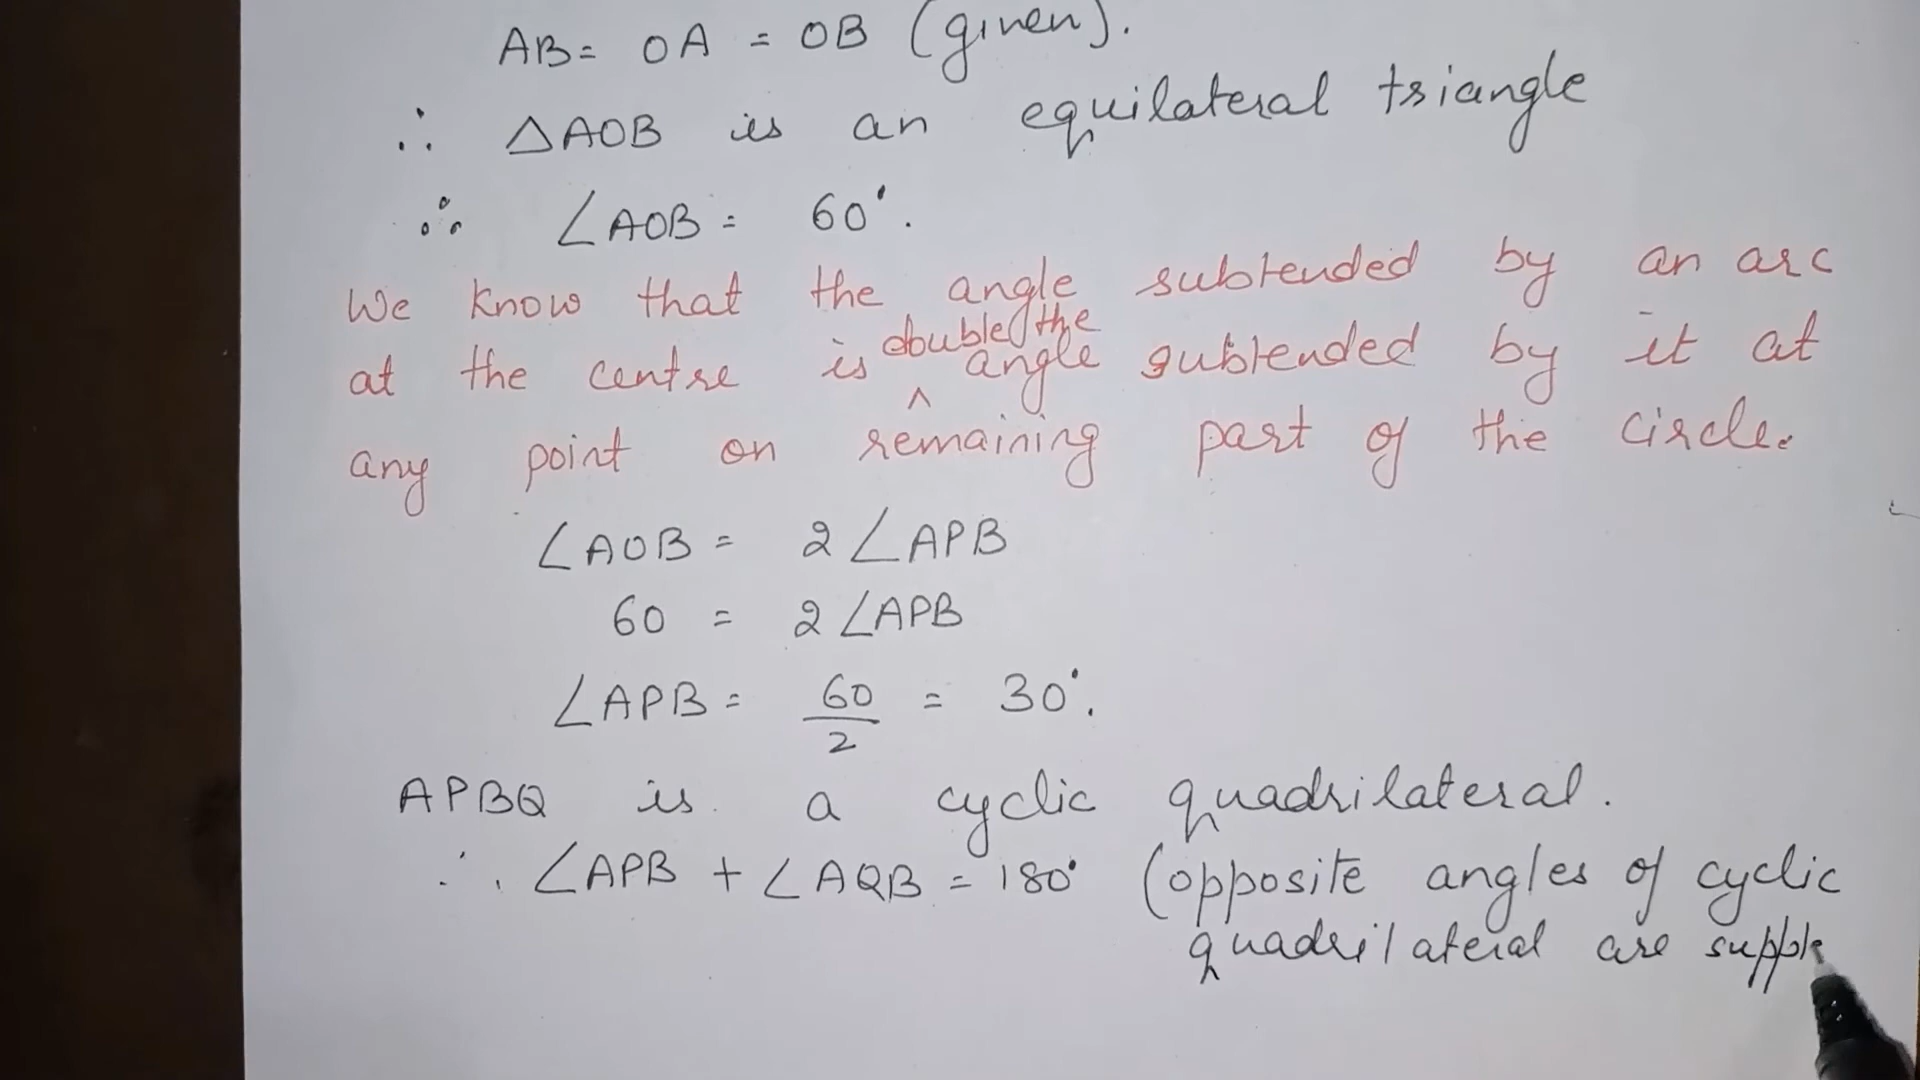 AB = OA = OB (given).
∴ △AOB is an equilateral triangle
∴ ∠AOB = 60°.
We know that the angle subtended by an arc
at the centre is double the angle subtended by it at
any point on remaining part of the circle.
∠AOB = 2 ∠APB
60 = 2 ∠APB
∠APB = 60/2 = 30°.
APBQ is a cyclic quadrilateral.
∴ ∠APB + ∠AQB = 180° (opposite angles of cyclic
quadrilateral are supple